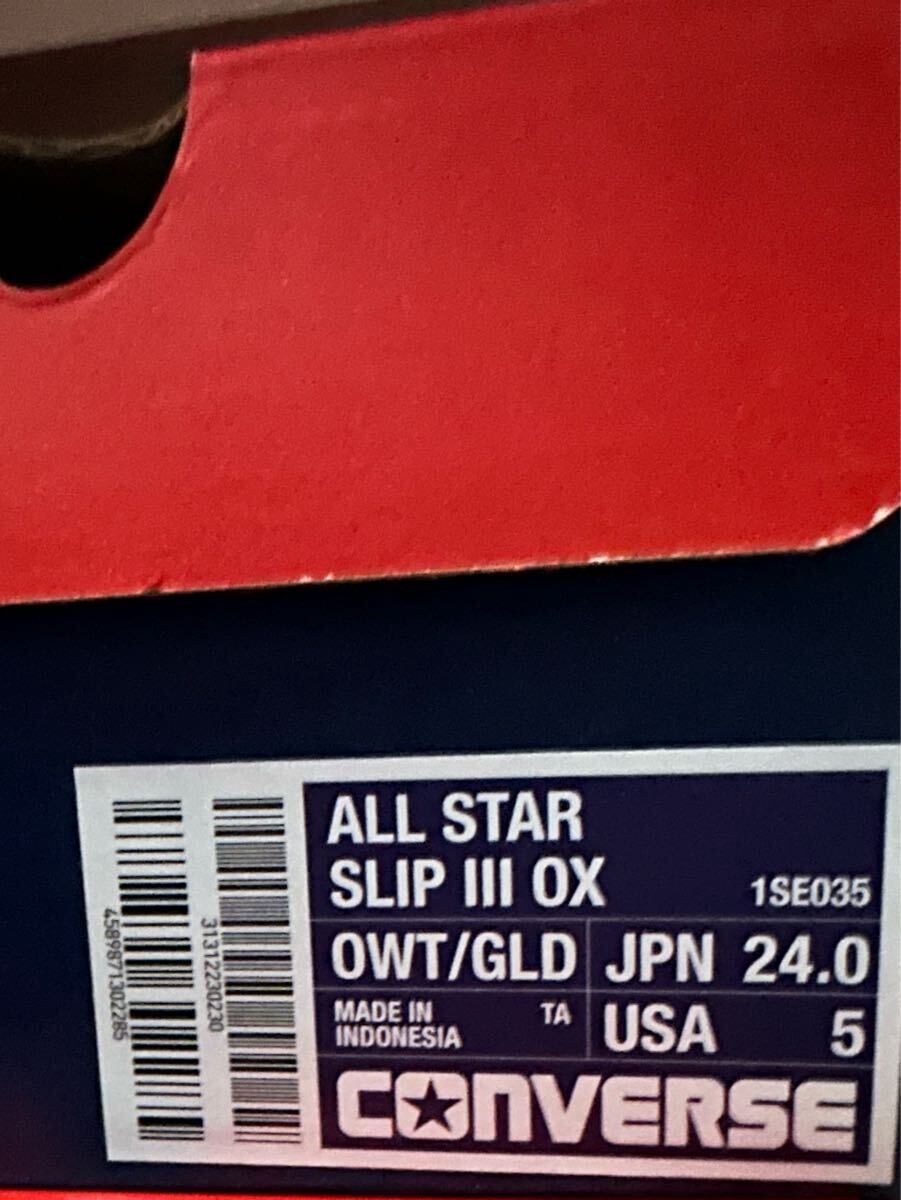 ALL STAR
SLIP III OX 1SE035
OWT/GLD JPN 24.0
MADE IN INDONESIA TA USA 5
CONVERSE
4589871302285
31312230230